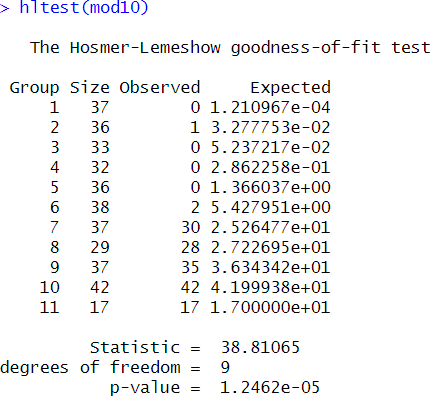 > hltest(mod10)
The Hosmer-Lemeshow goodness-of-fit test
Group Size Observed Expected
1 37 0 1.210967e-04
2 36 1 3.277753e-02
3 33 0 5.237217e-02
4 32 0 2.862258e-01
5 36 0 1.366037e+00
6 38 2 5.427951e+00
7 37 30 2.526477e+01
8 29 28 2.722695e+01
9 37 35 3.634342e+01
10 42 42 4.199938e+01
11 17 17 1.700000e+01
Statistic = 38.81065
degrees of freedom = 9
p-value = 1.2462e-05